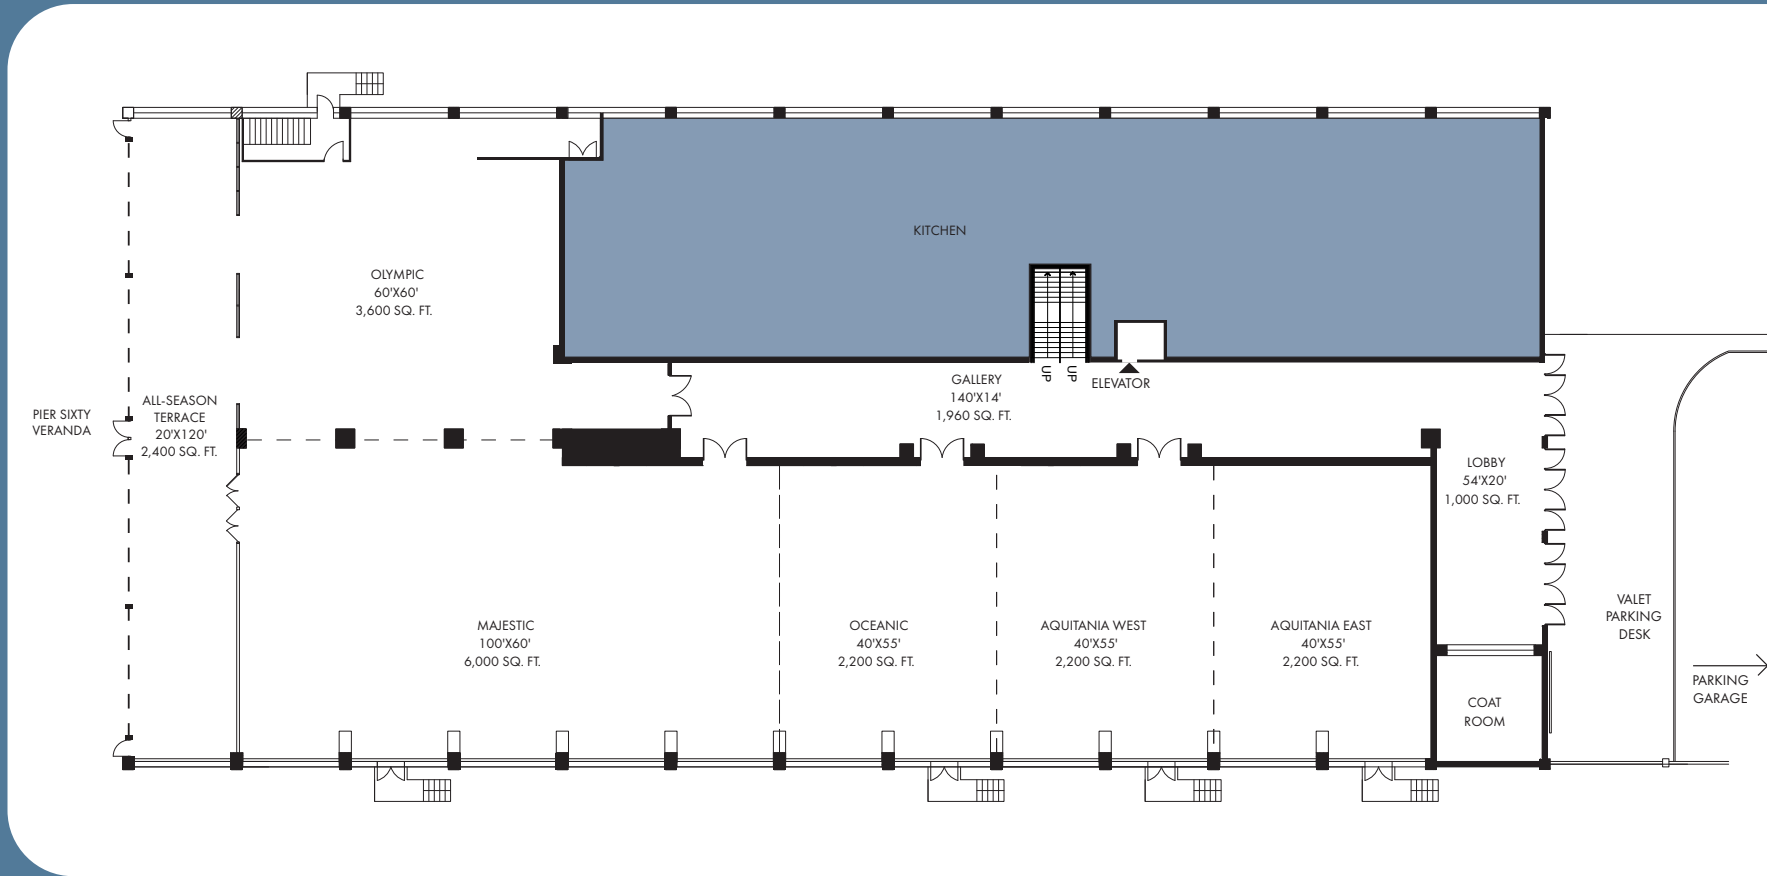 KITCHEN
OLYMPIC
60'X60'
3,600 SQ. FT.
UP
UP
ELEVATOR
GALLERY
140'X14'
1,960 SQ. FT.
PIER SIXTY
VERANDA
ALL-SEASON
TERRACE
20'X120'
2,400 SQ. FT.
LOBBY
54'X20'
1,000 SQ. FT.
MAJESTIC
100'X60'
6,000 SQ. FT.
OCEANIC
40'X55'
2,200 SQ. FT.
AQUITANIA WEST
40'X55'
2,200 SQ. FT.
AQUITANIA EAST
40'X55'
2,200 SQ. FT.
VALET
PARKING
DESK
COAT
ROOM
PARKING
GARAGE